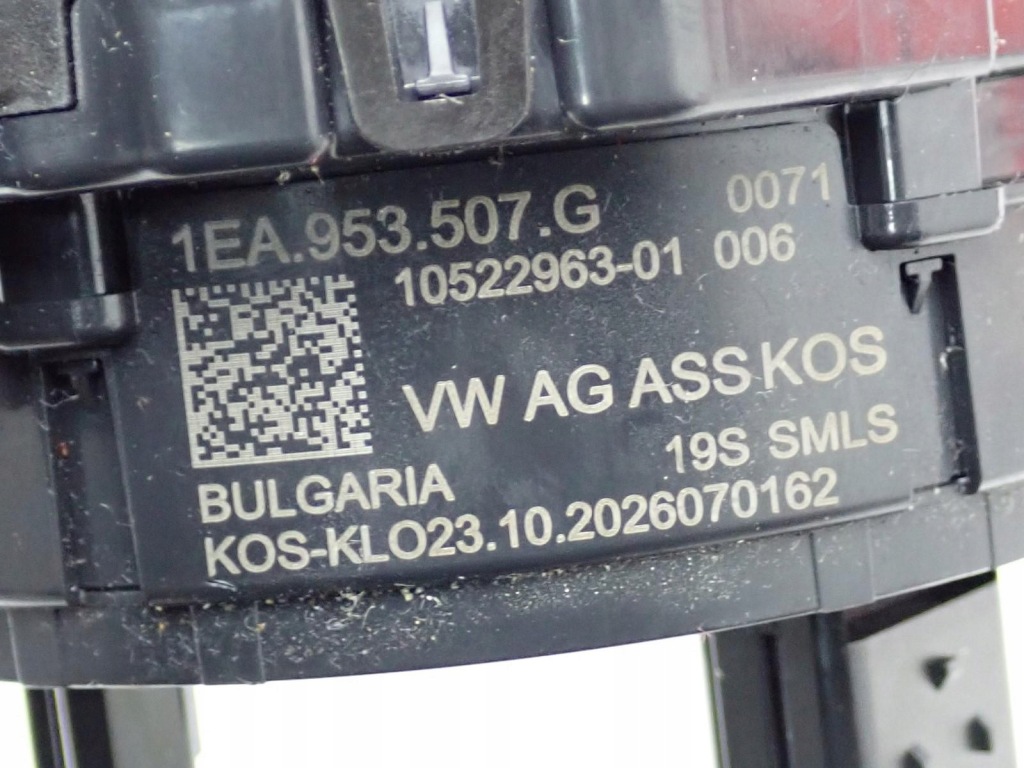 1EA.953.507.G 0071
10522963-01 006
VW AG ASS KOS
19S SMLS
BULGARIA
KOS-KLO23.10.2026070162